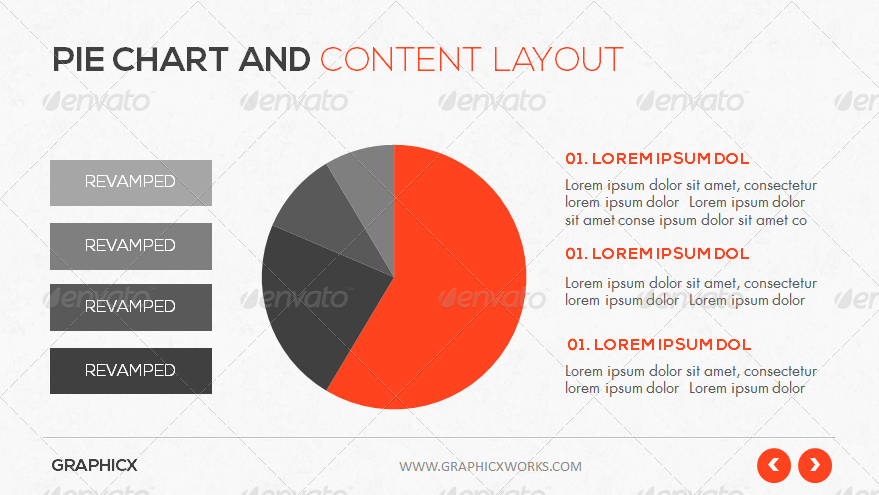 PIE CHART AND CONTENT LAYOUT
REVAMPED
REVAMPED
REVAMPED
REVAMPED
01. LOREM IPSUM DOL
Lorem ipsum dolor sit amet, consectetur
lorem ipsum dolor Lorem ipsum dolor
sit amet conse ipsum dolor sit amet co
01. LOREM IPSUM DOL
Lorem ipsum dolor sit amet, consectetur
lorem ipsum dolor Lorem ipsum dolor
01. LOREM IPSUM DOL
Lorem ipsum dolor sit amet, consectetur
lorem ipsum dolor Lorem ipsum dolor
GRAPHICX
WWW.GRAPHICXWORKS.COM
envato envato envato envato
envato envato envato envato